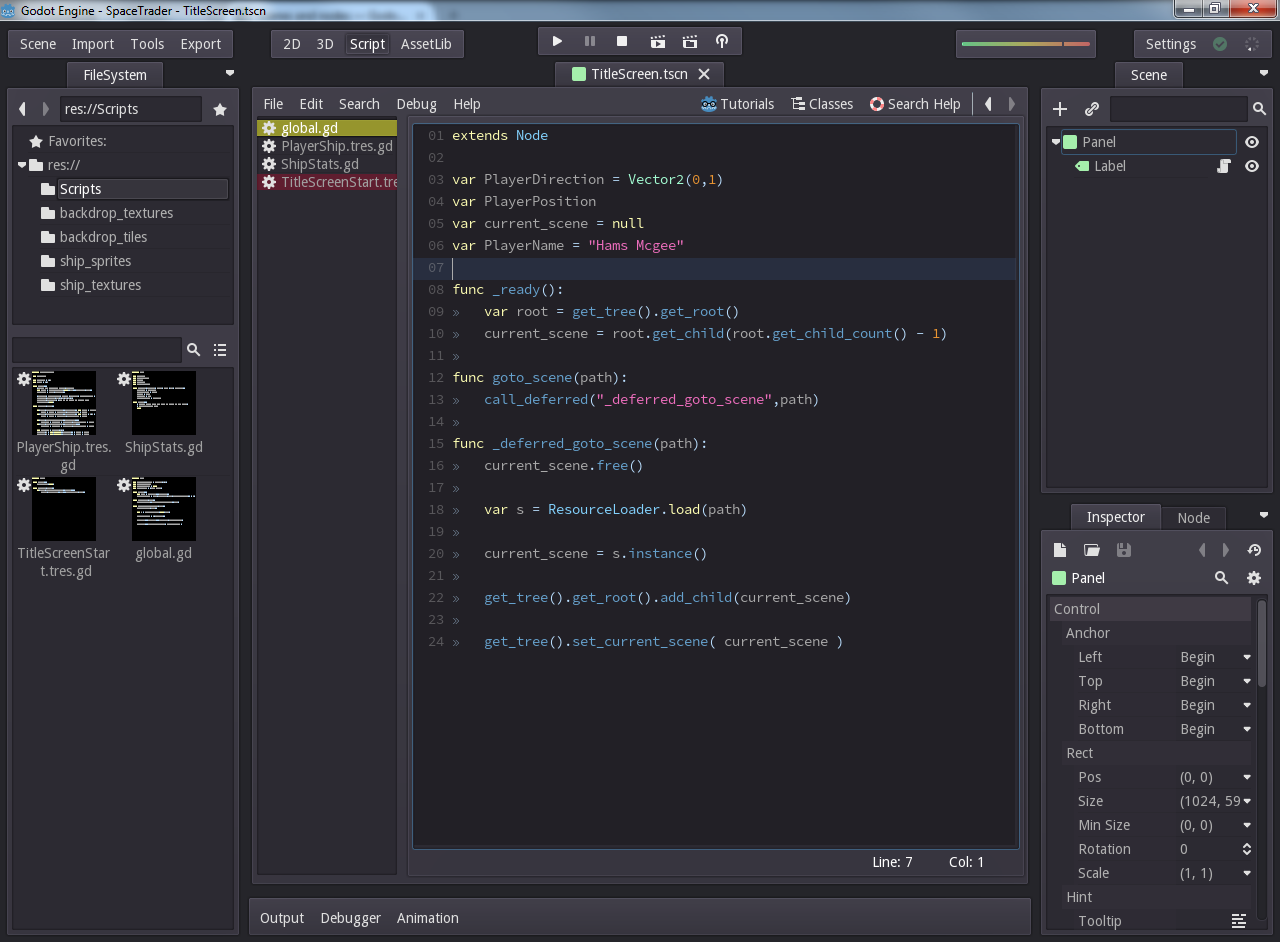 Godot Engine - SpaceTrader - TitleScreen.tscn
Scene Import Tools Export
2D 3D Script AssetLib
Settings
FileSystem
res://Scripts
Favorites:
res://
Scripts
backdrop_textures
backdrop_tiles
ship_sprites
ship_textures
PlayerShip.tres.
gd
ShipStats.gd
TitleScreenStar
t.tres.gd
global.gd
TitleScreen.tscn
File Edit Search Debug Help
Tutorials Classes Search Help
global.gd
PlayerShip.tres.gd
ShipStats.gd
TitleScreenStart.tre
01 extends Node
02
03 var PlayerDirection = Vector2(0,1)
04 var PlayerPosition
05 var current_scene = null
06 var PlayerName = "Hams Mcgee"
07
08 func _ready():
09 » var root = get_tree().get_root()
10 » current_scene = root.get_child(root.get_child_count() - 1)
11 »
12 func goto_scene(path):
13 » call_deferred("_deferred_goto_scene",path)
14 »
15 func _deferred_goto_scene(path):
16 » current_scene.free()
17 »
18 » var s = ResourceLoader.load(path)
19 »
20 » current_scene = s.instance()
21 »
22 » get_tree().get_root().add_child(current_scene)
23 »
24 » get_tree().set_current_scene( current_scene )
Line: 7 Col: 1
Output Debugger Animation
Scene
Panel
Label
Inspector Node
Panel
Control
Anchor
Left Begin
Top Begin
Right Begin
Bottom Begin
Rect
Pos (0, 0)
Size (1024, 59
Min Size (0, 0)
Rotation 0
Scale (1, 1)
Hint
Tooltip